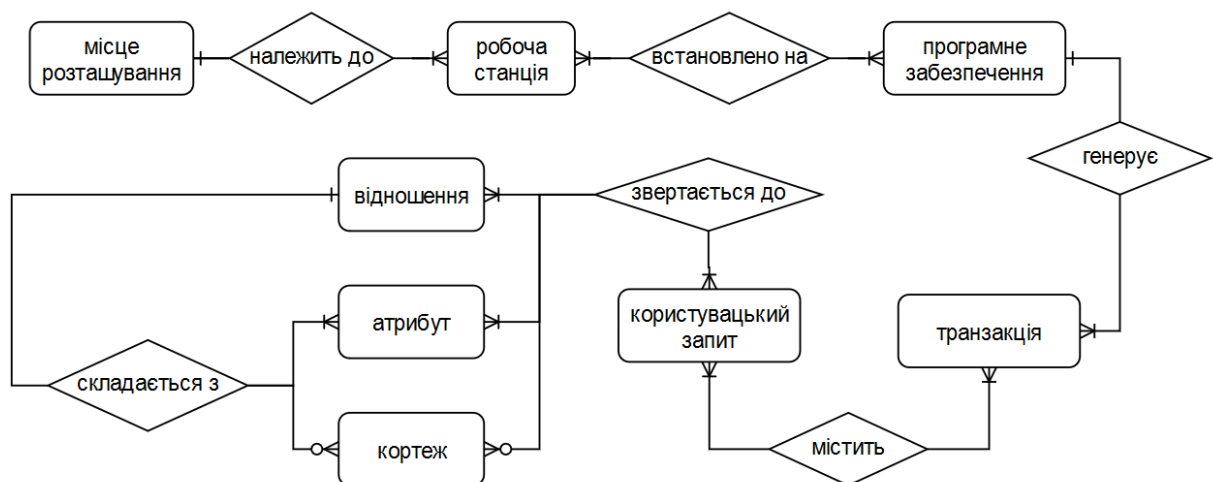 місце
розташування
належить до
робоча
станція
встановлено на
програмне
забезпечення
генерує
відношення
звертається до
атрибут
користувацький
запит
транзакція
складається з
кортеж
містить